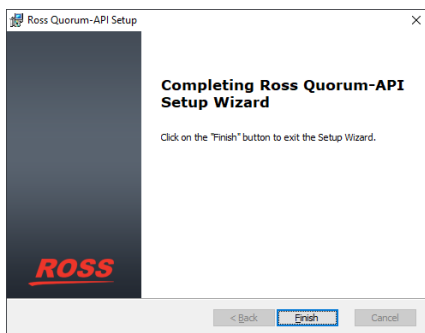 Ross Quorum-API Setup
Completing Ross Quorum-API
Setup Wizard
Click on the "Finish" button to exit the Setup Wizard.
ROSS
< Back
Finish
Cancel